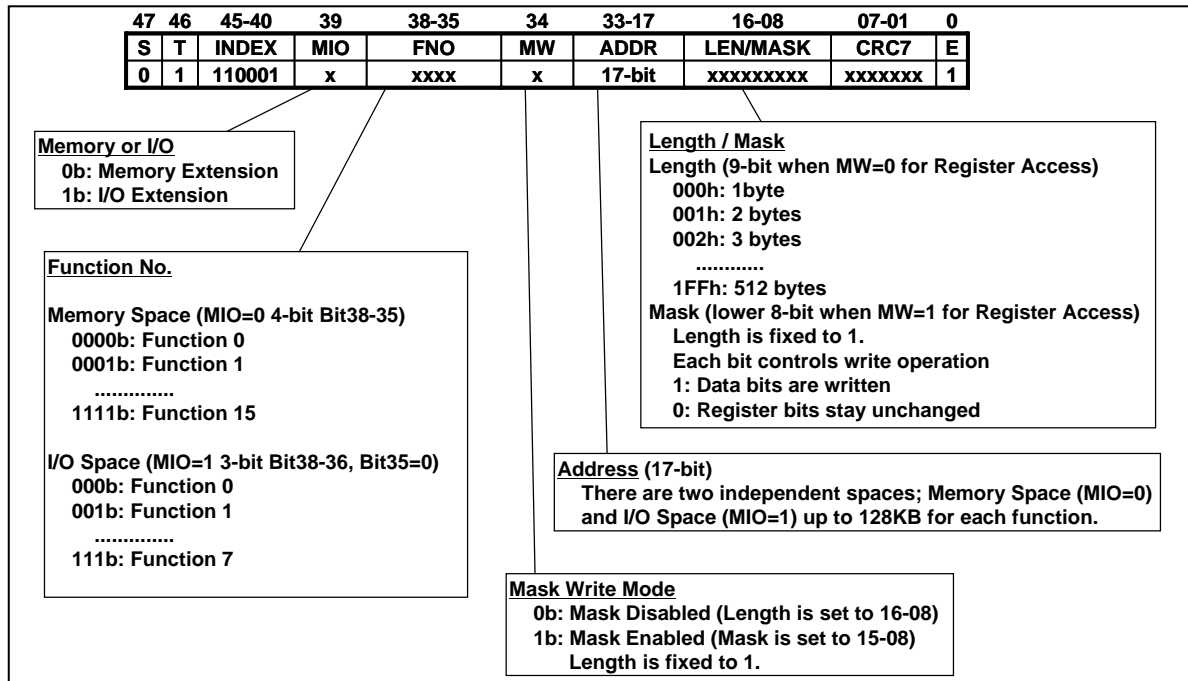 47 46 45-40 39 38-35 34 33-17 16-08 07-01 0
S T INDEX MIO FNO MW ADDR LEN/MASK CRC7 E
0 1 110001 x xxxx x 17-bit xxxxxxxxx xxxxxxx 1
Memory or I/O
0b: Memory Extension
1b: I/O Extension
Function No.
Memory Space (MIO=0 4-bit Bit38-35)
0000b: Function 0
0001b: Function 1
..............
1111b: Function 15
I/O Space (MIO=1 3-bit Bit38-36, Bit35=0)
000b: Function 0
001b: Function 1
..............
111b: Function 7
Length / Mask
Length (9-bit when MW=0 for Register Access)
000h: 1byte
001h: 2 bytes
002h: 3 bytes
............
1FFh: 512 bytes
Mask (lower 8-bit when MW=1 for Register Access)
Length is fixed to 1.
Each bit controls write operation
1: Data bits are written
0: Register bits stay unchanged
Address (17-bit)
There are two independent spaces; Memory Space (MIO=0)
and I/O Space (MIO=1) up to 128KB for each function.
Mask Write Mode
0b: Mask Disabled (Length is set to 16-08)
1b: Mask Enabled (Mask is set to 15-08)
Length is fixed to 1.